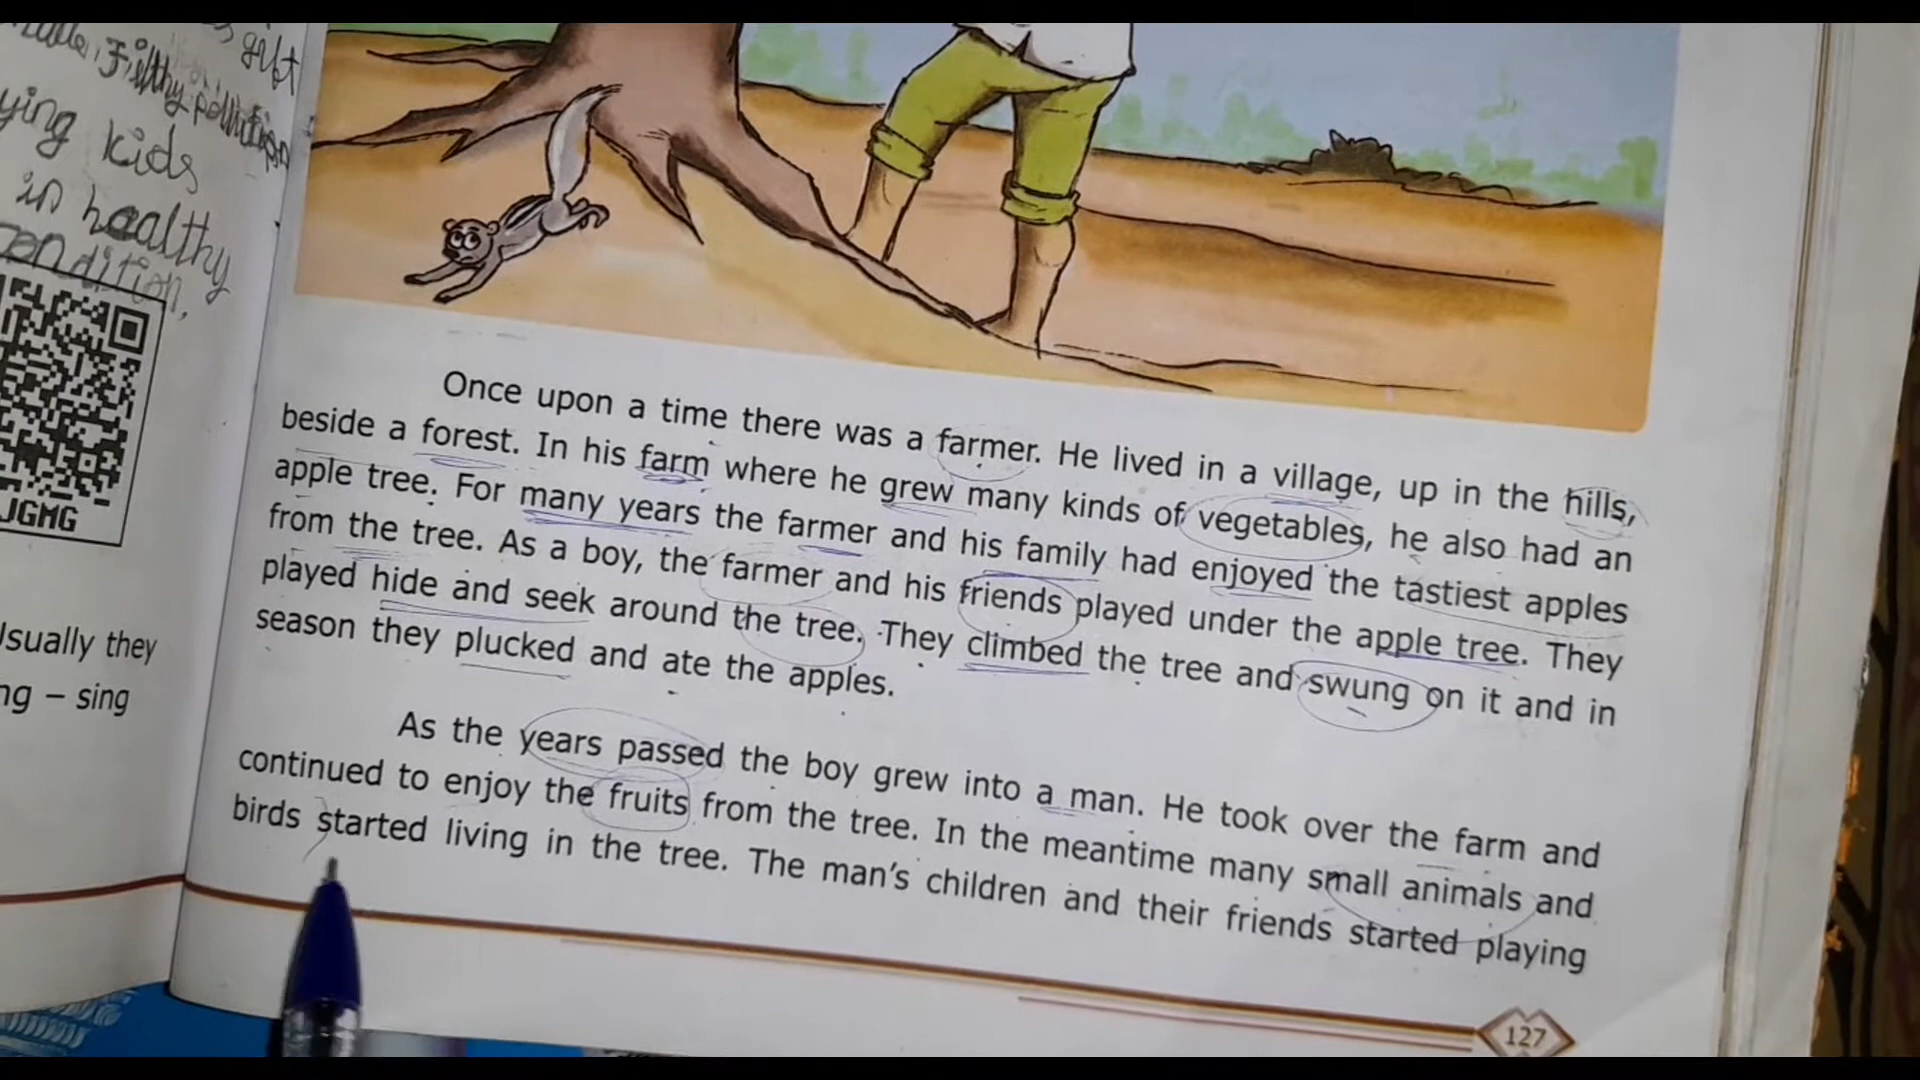 gift
Filthy pollution
ying kids
in healthy
condition,
JGMG
Usually they
ng – sing
Once upon a time there was a farmer. He lived in a village, up in the hills,
beside a forest. In his farm where he grew many kinds of vegetables, he also had an
apple tree. For many years the farmer and his family had enjoyed the tastiest apples
from the tree. As a boy, the farmer and his friends played under the apple tree. They
played hide and seek around the tree. They climbed the tree and swung on it and in
season they plucked and ate the apples.
As the years passed the boy grew into a man. He took over the farm and
continued to enjoy the fruits from the tree. In the meantime many small animals and
birds started living in the tree. The man's children and their friends started playing
127